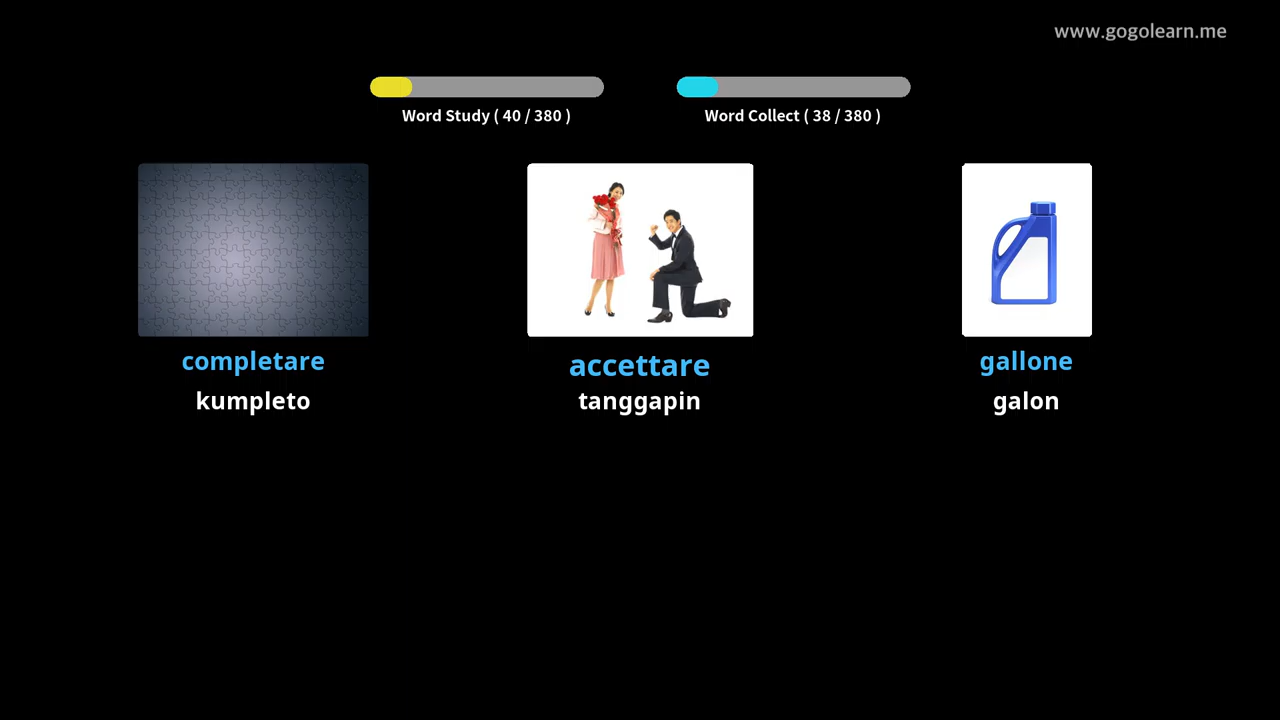 www.gogolearn.me
Word Study ( 40 / 380 )
Word Collect ( 38 / 380 )
completare
kumpleto
accettare
tanggapin
gallone
galon